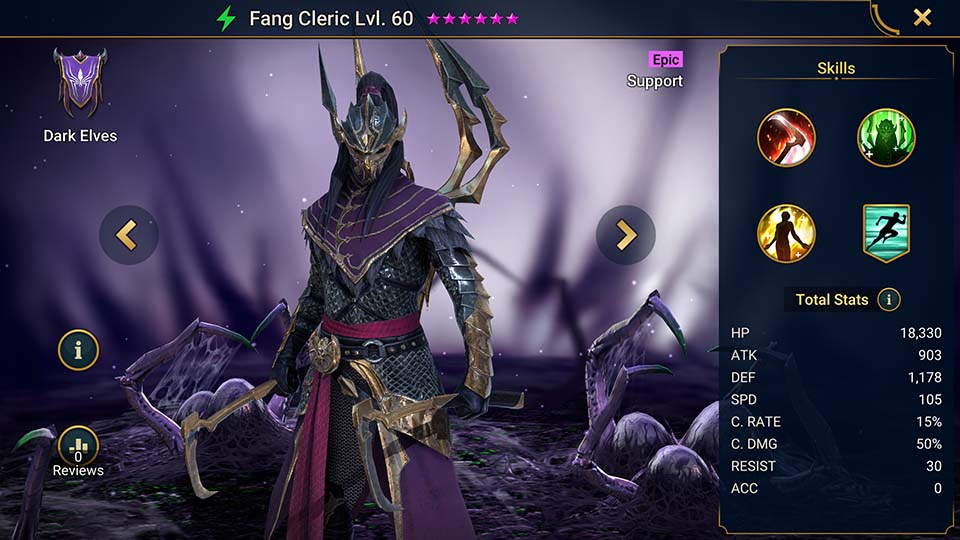 Fang Cleric Lvl. 60
Epic
Support
Dark Elves
0
Reviews
Skills
Total Stats
HP 18,330
ATK 903
DEF 1,178
SPD 105
C. RATE 15%
C. DMG 50%
RESIST 30
ACC 0